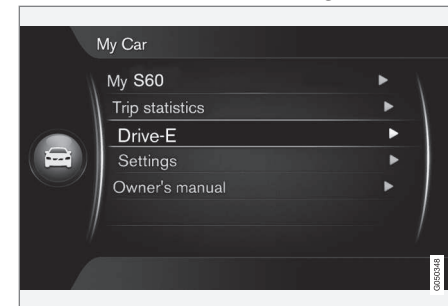 My Car
My S60
Trip statistics
Drive-E
Settings
Owner's manual
G050348